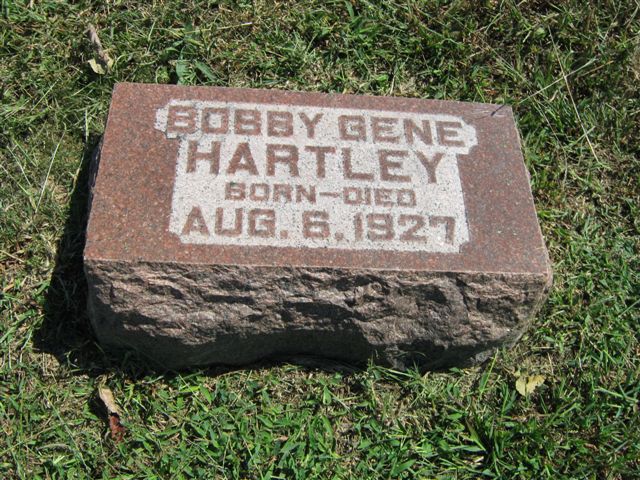 BOBBY GENE
HARTLEY
BORN-DIED
AUG. 6. 1927